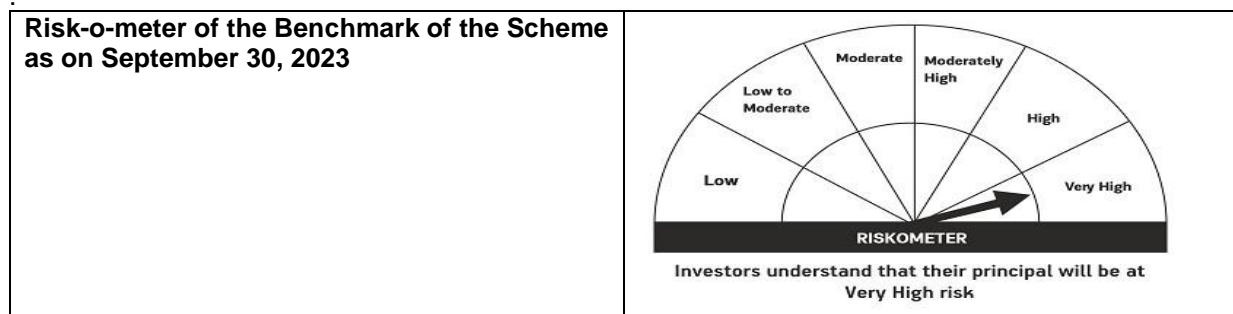 .
Risk-o-meter of the Benchmark of the Scheme
as on September 30, 2023
Moderate
Moderately
High
Low to
Moderate
High
Low
Very High
RISKOMETER
Investors understand that their principal will be at
Very High risk